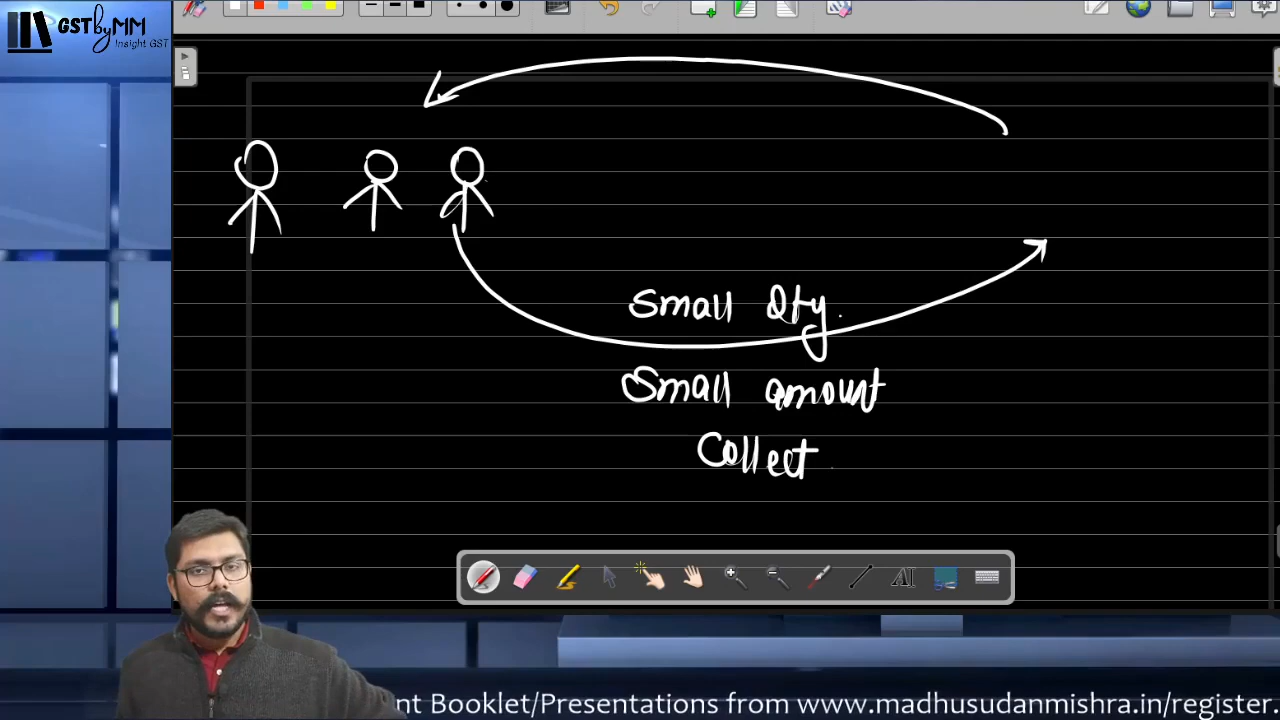 GSTbyMM
Insight GST
Small Qty.
Small amount
Collect
nt Booklet/Presentations from www.madhusudanmishra.in/register.